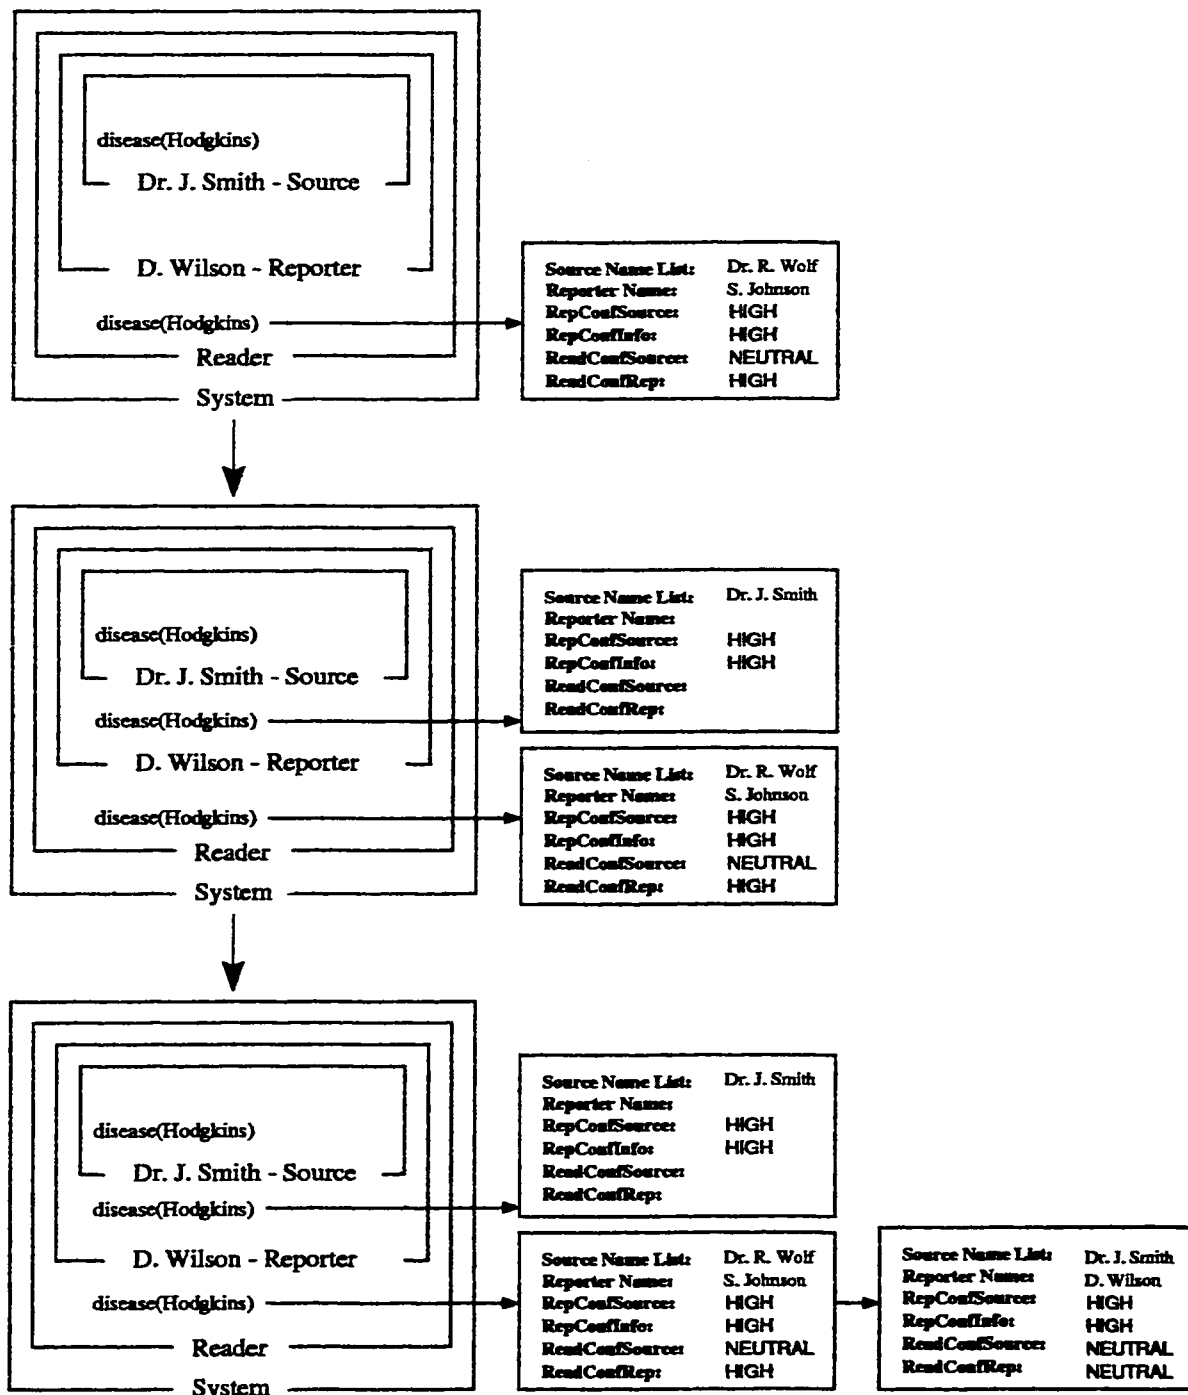 disease(Hodgkins)
Dr. J. Smith - Source
D. Wilson - Reporter
disease(Hodgkins)
Reader
System
Source Name List: Dr. R. Wolf
Reporter Name: S. Johnson
RepConfSource: HIGH
RepConfInfo: HIGH
ReadConfSource: NEUTRAL
ReadConfRep: HIGH
disease(Hodgkins)
Dr. J. Smith - Source
disease(Hodgkins)
D. Wilson - Reporter
disease(Hodgkins)
Reader
System
Source Name List: Dr. J. Smith
Reporter Name:
RepConfSource: HIGH
RepConfInfo: HIGH
ReadConfSource:
ReadConfRep:
Source Name List: Dr. R. Wolf
Reporter Name: S. Johnson
RepConfSource: HIGH
RepConfInfo: HIGH
ReadConfSource: NEUTRAL
ReadConfRep: HIGH
disease(Hodgkins)
Dr. J. Smith - Source
disease(Hodgkins)
D. Wilson - Reporter
disease(Hodgkins)
Reader
System
Source Name List: Dr. J. Smith
Reporter Name:
RepConfSource: HIGH
RepConfInfo: HIGH
ReadConfSource:
ReadConfRep:
Source Name List: Dr. R. Wolf
Reporter Name: S. Johnson
RepConfSource: HIGH
RepConfInfo: HIGH
ReadConfSource: NEUTRAL
ReadConfRep: HIGH
Source Name List: Dr. J. Smith
Reporter Name: D. Wilson
RepConfSource: HIGH
RepConfInfo: HIGH
ReadConfSource: NEUTRAL
ReadConfRep: NEUTRAL